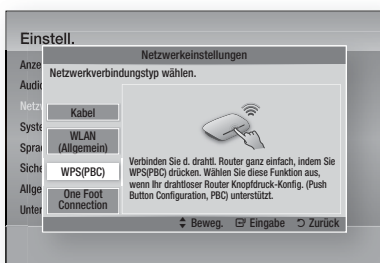 Einstell.
Netzwerkeinstellungen
Anze
Netzwerkverbindungstyp wählen.
Audio
Netzw
Kabel
Syste
WLAN
(Allgemein)
Sprac
Siche
WPS(PBC)
Verbinden Sie d. drahtl. Router ganz einfach, indem Sie
WPS(PBC) drücken. Wählen Sie diese Funktion aus,
wenn Ihr drahtloser Router Knopfdruck-Konfig. (Push
Button Configuration, PBC) unterstützt.
Allge
One Foot
Connection
Unter
Beweg. Eingabe Zurück